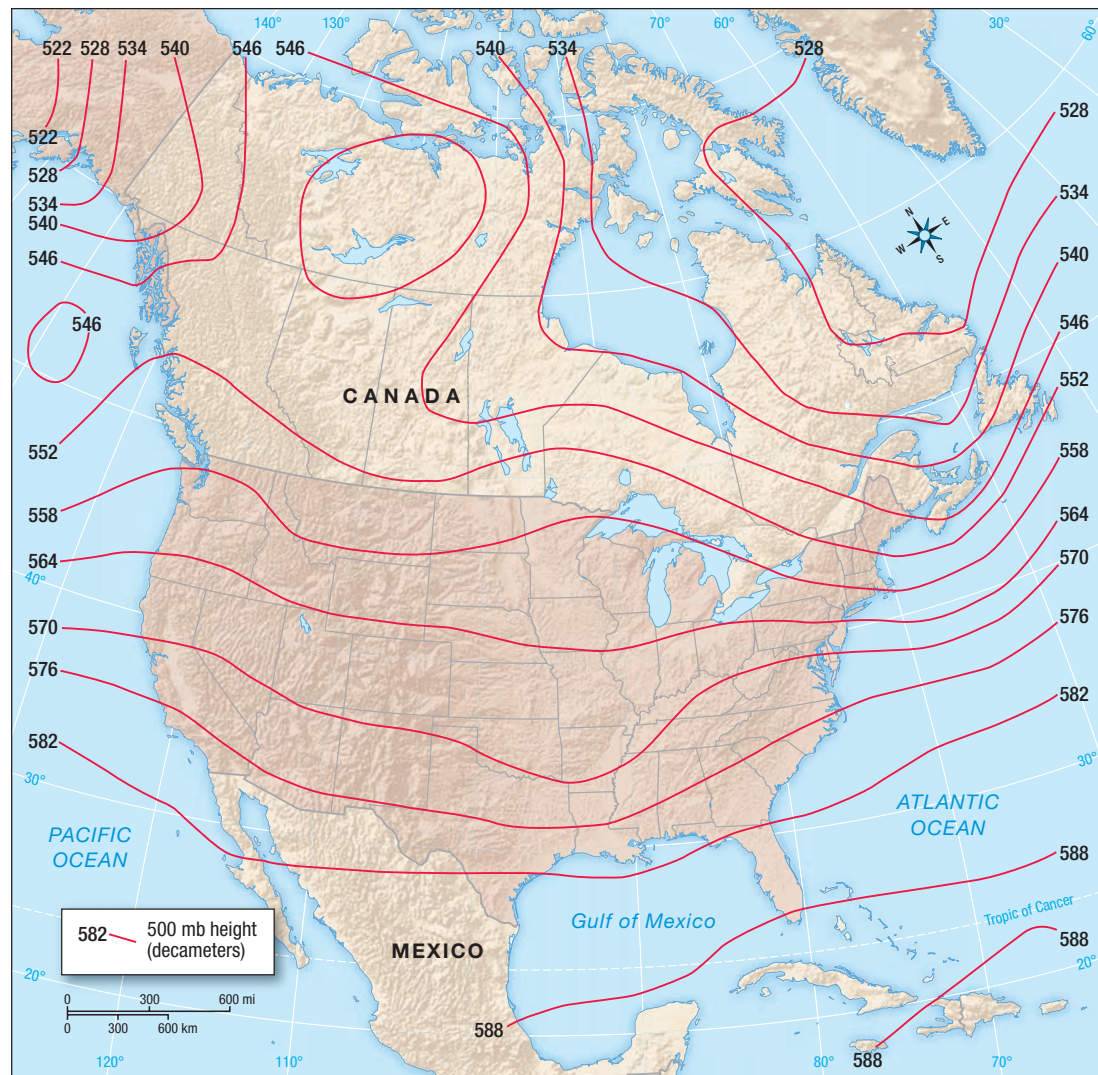 140° 130° 70° 30° 60°
522 528 534 540 546 546 540 534 528
528
522
528
534
534
540
546
540
546
546
552
552
558
558
564
564
570
570
576
576
582
582
588
588
588
588
CANADA
N
E
W
S
40°
30°
20°
30°
20°
PACIFIC
OCEAN
ATLANTIC
OCEAN
Gulf of Mexico
Tropic of Cancer
MEXICO
582 500 mb height
(decameters)
0 300 600 mi
0 300 600 km
120° 110° 80° 70°